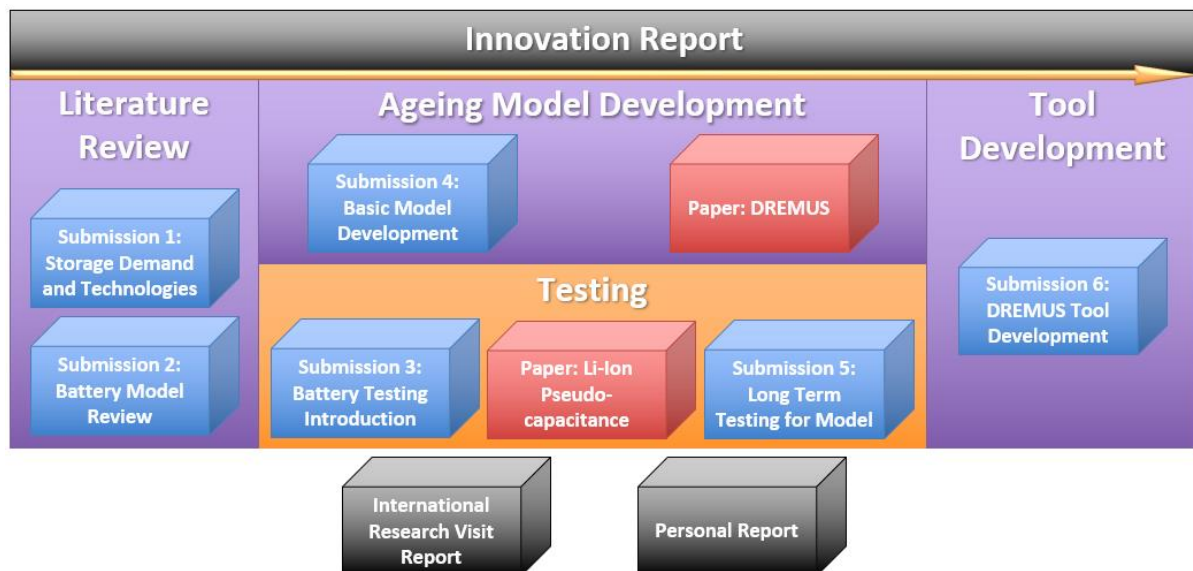 Innovation Report
Literature
Review
Ageing Model Development
Tool
Development
Submission 1:
Storage Demand
and Technologies
Submission 2:
Battery Model
Review
Submission 4:
Basic Model
Development
Paper: DREMUS
Testing
Submission 3:
Battery Testing
Introduction
Paper: Li-Ion
Pseudo-
capacitance
Submission 5:
Long Term
Testing for Model
Submission 6:
DREMUS Tool
Development
International
Research Visit
Report
Personal Report